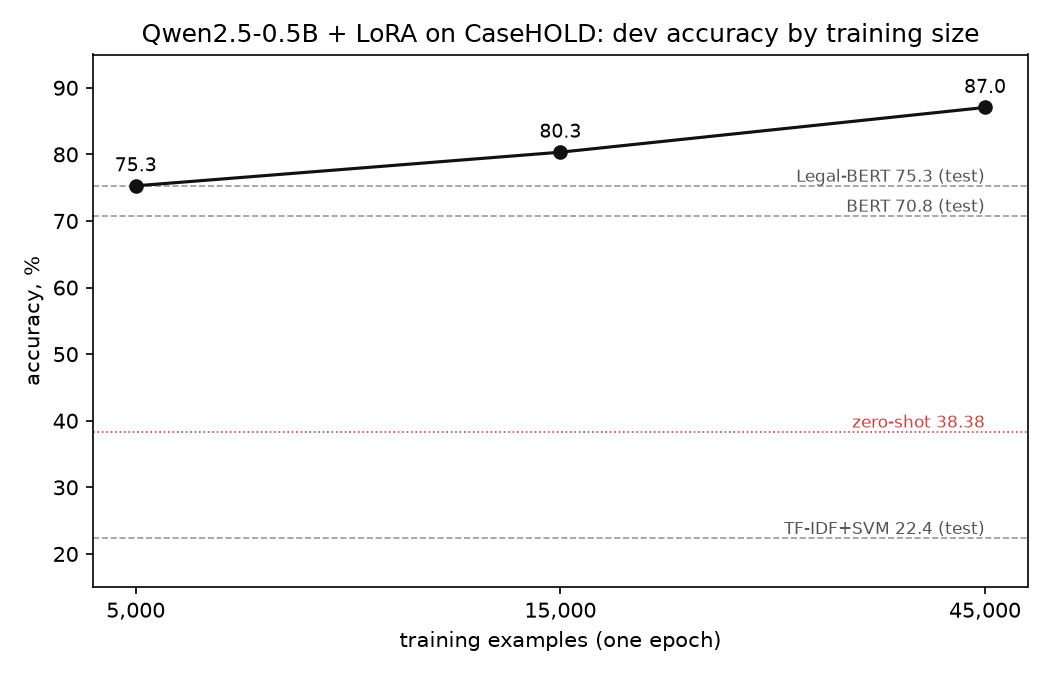 Qwen2.5-0.5B + LoRA on CaseHOLD: dev accuracy by training size
accuracy, %
90
80
70
60
50
40
30
20
75.3
80.3
87.0
Legal-BERT 75.3 (test)
BERT 70.8 (test)
zero-shot 38.38
TF-IDF+SVM 22.4 (test)
5,000
15,000
45,000
training examples (one epoch)